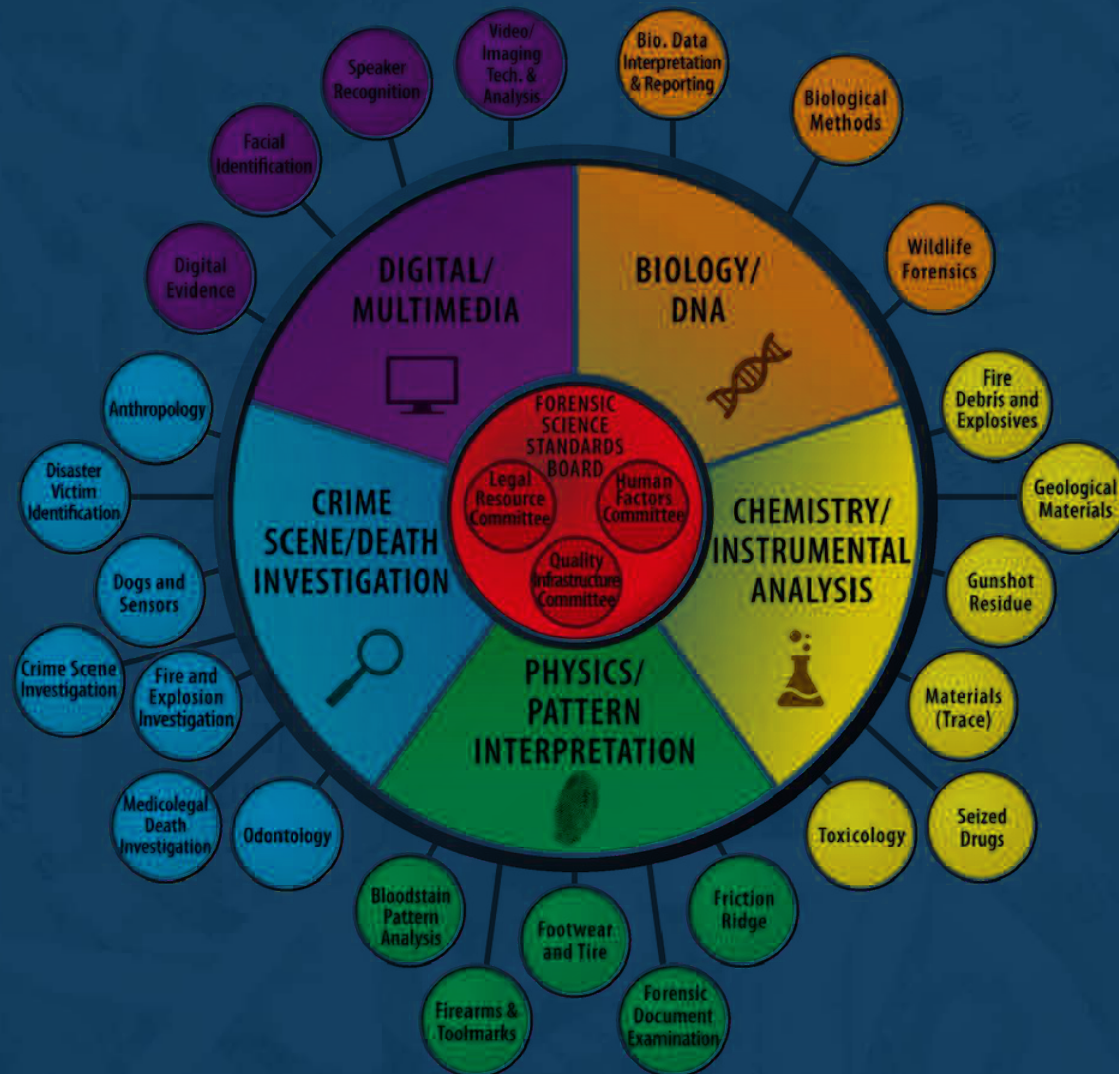 Video/
Imaging
Tech. &
Analysis
Bio. Data
Interpretation
& Reporting
Speaker
Recognition
Biological
Methods
Facial
Identification
Wildlife
Forensics
Digital
Evidence
DIGITAL/
MULTIMEDIA
BIOLOGY/
DNA
Anthropology
Fire
Debris and
Explosives
FORENSIC
SCIENCE
STANDARDS
BOARD
Legal
Resource
Committee
Human
Factors
Committee
Quality
Infrastructure
Committee
Disaster
Victim
Identification
Geological
Materials
CRIME
SCENE/DEATH
INVESTIGATION
CHEMISTRY/
INSTRUMENTAL
ANALYSIS
Dogs and
Sensors
Gunshot
Residue
Crime Scene
Investigation
Fire and
Explosion
Investigation
PHYSICS/
PATTERN
INTERPRETATION
Materials
(Trace)
Medicolegal
Death
Investigation
Odontology
Toxicology
Seized
Drugs
Bloodstain
Pattern
Analysis
Footwear
and Tire
Friction
Ridge
Firearms &
Toolmarks
Forensic
Document
Examination